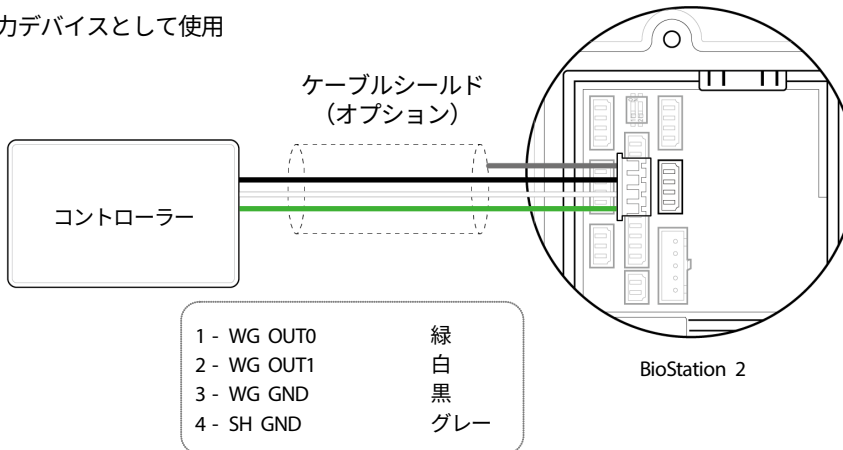 力デバイスとして使用
ケーブルシールド
（オプション）
コントローラー
1 - WG OUT0 緑
2 - WG OUT1 白
3 - WG GND 黒
4 - SH GND グレー
BioStation 2